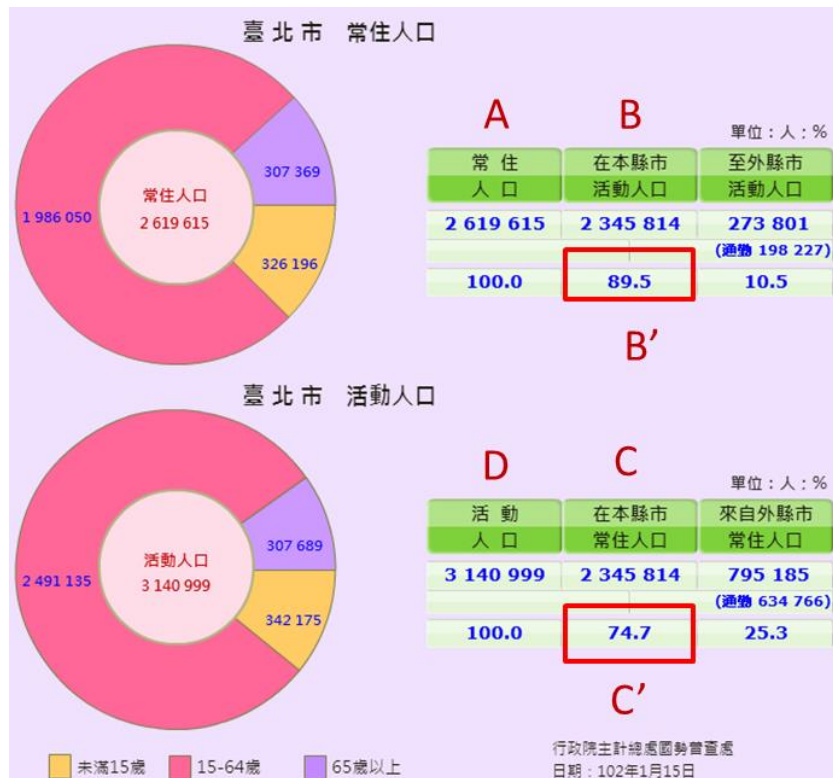 臺北市 常住人口
307 369
1 986 050
常住人口
2 619 615
326 196
A
B
單位：人；%
常 住
人 口
在本縣市
活動人口
至外縣市
活動人口
2 619 615
2 345 814
273 801
(通勤 198 227)
100.0
89.5
10.5
B’
臺北市 活動人口
307 689
2 491 135
活動人口
3 140 999
342 175
D
C
單位：人；%
活 動
人 口
在本縣市
常住人口
來自外縣市
常住人口
3 140 999
2 345 814
795 185
(通勤 634 766)
100.0
74.7
25.3
C’
未滿15歲
15-64歲
65歲以上
行政院主計總處國勢普查處
日期：102年1月15日